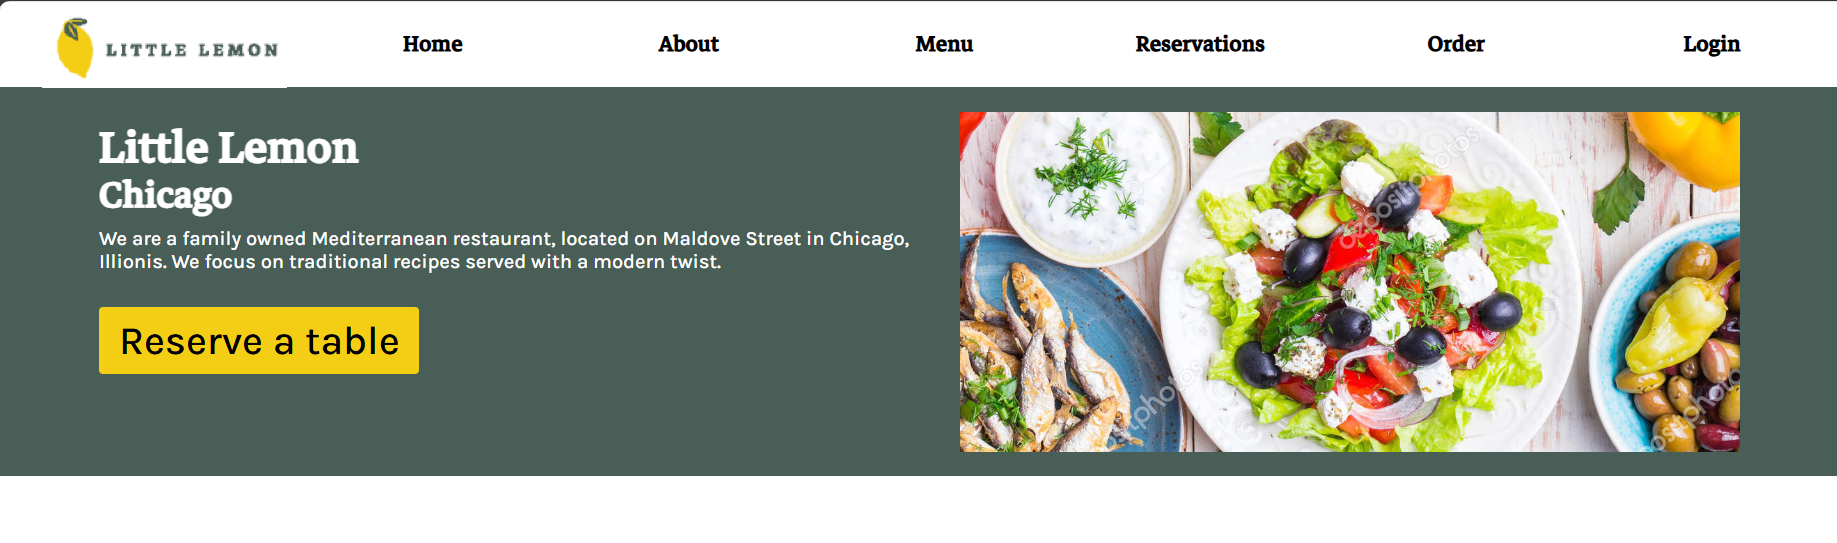 LITTLE LEMON
Home
About
Menu
Reservations
Order
Login
Little Lemon
Chicago
We are a family owned Mediterranean restaurant, located on Maldove Street in Chicago,
Illionis. We focus on traditional recipes served with a modern twist.
Reserve a table